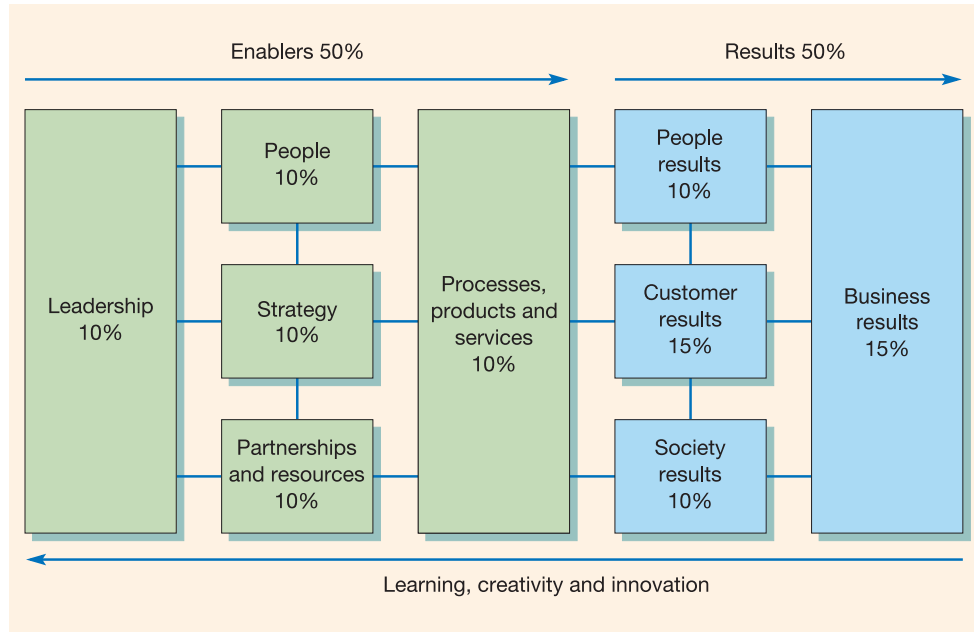 Enablers 50%
Results 50%
Leadership
10%
People
10%
Strategy
10%
Partnerships
and resources
10%
Processes,
products and
services
10%
People
results
10%
Customer
results
15%
Society
results
10%
Business
results
15%
Learning, creativity and innovation